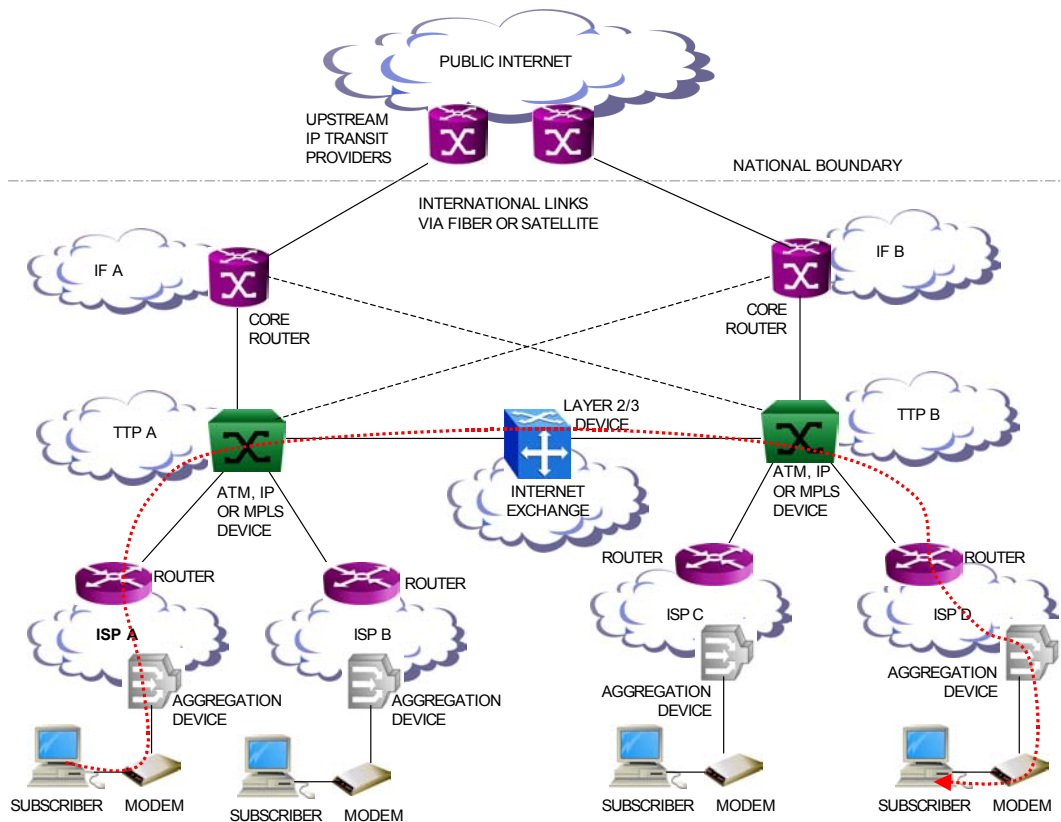 PUBLIC INTERNET
UPSTREAM
IP TRANSIT
PROVIDERS
NATIONAL BOUNDARY
INTERNATIONAL LINKS
VIA FIBER OR SATELLITE
IF A
IF B
CORE
ROUTER
CORE
ROUTER
TTP A
LAYER 2/3
DEVICE
TTP B
ATM, IP
OR MPLS
DEVICE
INTERNET
EXCHANGE
ATM, IP
OR MPLS
DEVICE
ROUTER
ROUTER
ROUTER
ROUTER
ISP A
ISP B
ISP C
ISP D
AGGREGATION
DEVICE
AGGREGATION
DEVICE
AGGREGATION
DEVICE
AGGREGATION
DEVICE
SUBSCRIBER
MODEM
SUBSCRIBER
MODEM
SUBSCRIBER
MODEM
SUBSCRIBER
MODEM